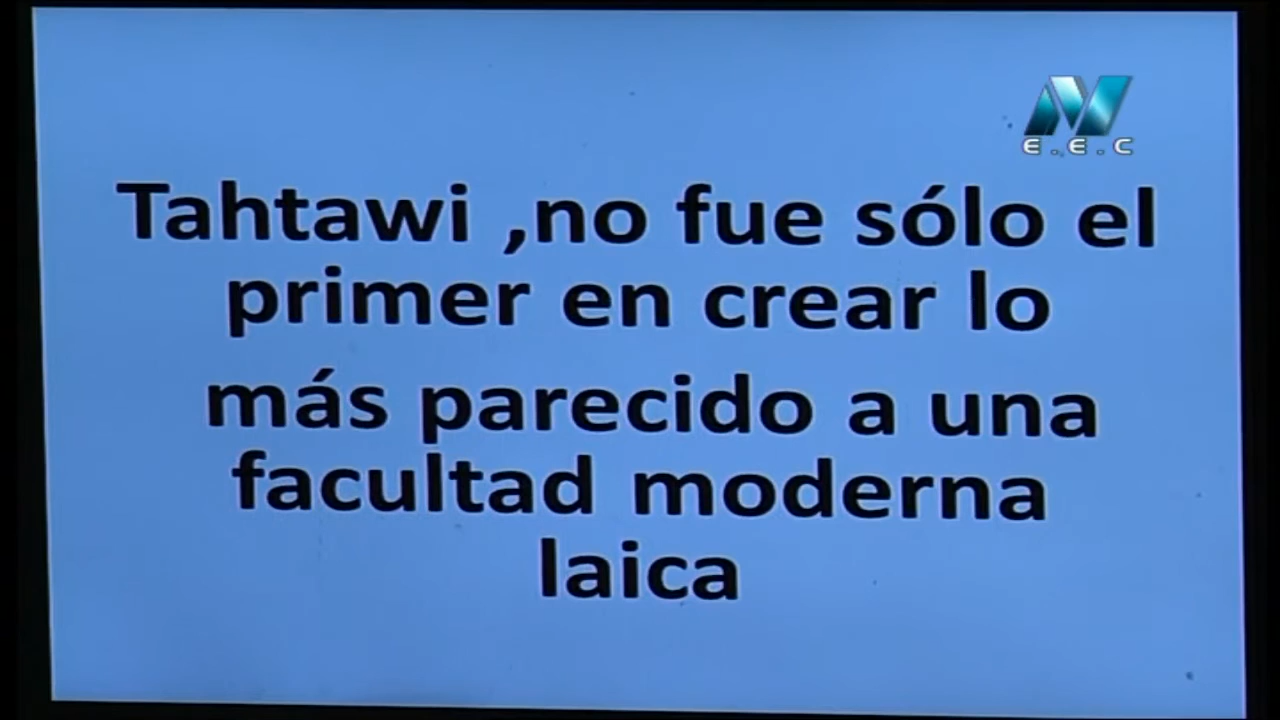 E.E.C
Tahtawi ,no fue sólo el
primer en crear lo
más parecido a una
facultad moderna
laica